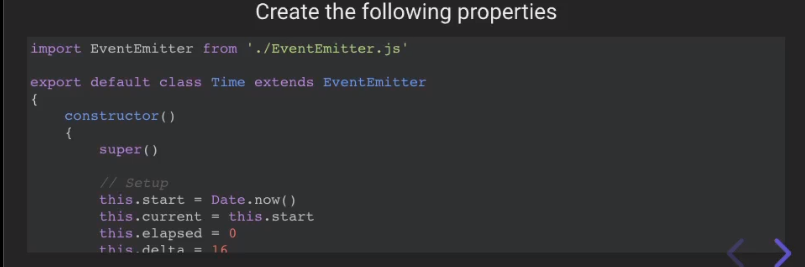 Create the following properties
import EventEmitter from './EventEmitter.js'
export default class Time extends EventEmitter
{
constructor()
{
super()
// Setup
this.start = Date.now()
this.current = this.start
this.elapsed = 0
this.delta = 16